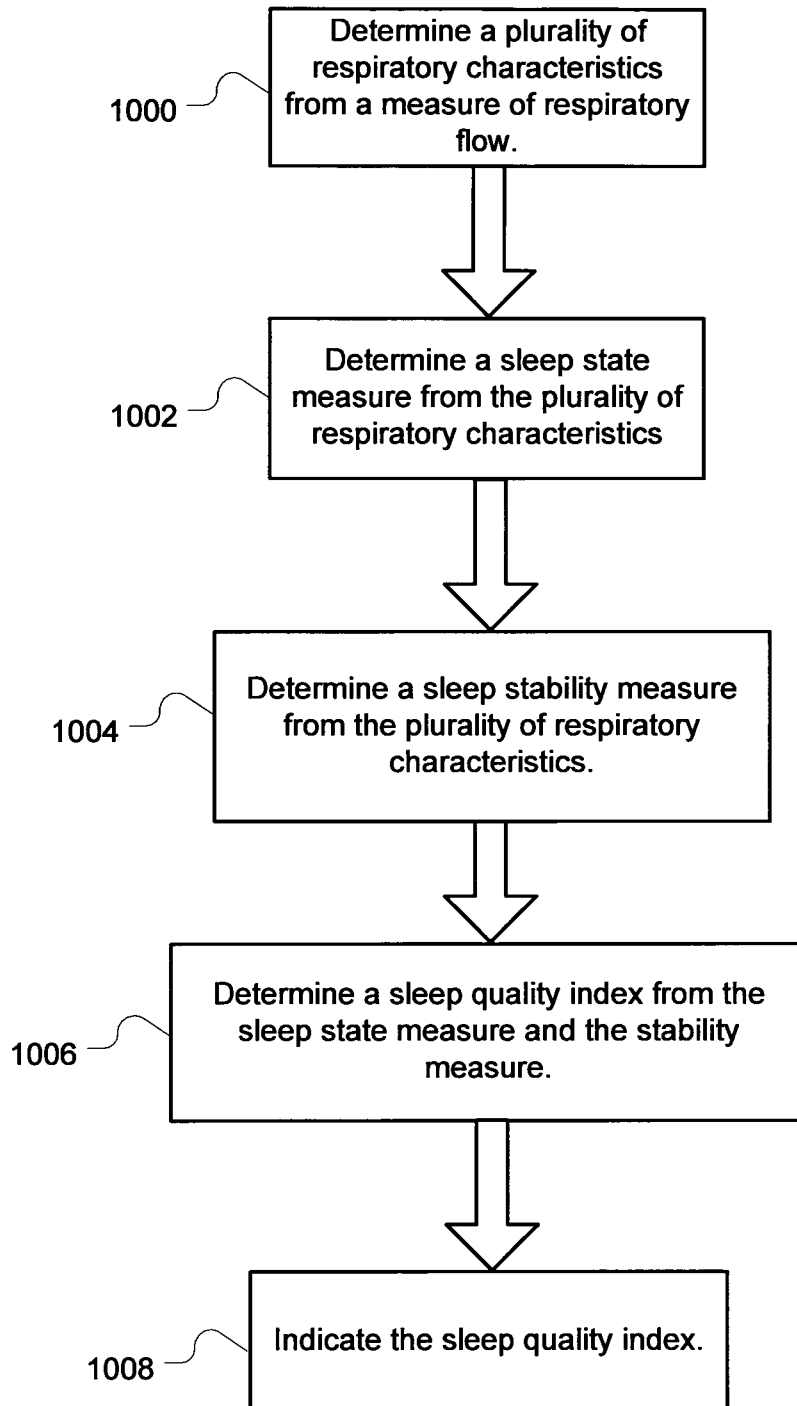 Determine a plurality of
respiratory characteristics
from a measure of respiratory
flow.
1000
Determine a sleep state
measure from the plurality of
respiratory characteristics
1002
Determine a sleep stability measure
from the plurality of respiratory
characteristics.
1004
Determine a sleep quality index from the
sleep state measure and the stability
measure.
1006
Indicate the sleep quality index.
1008